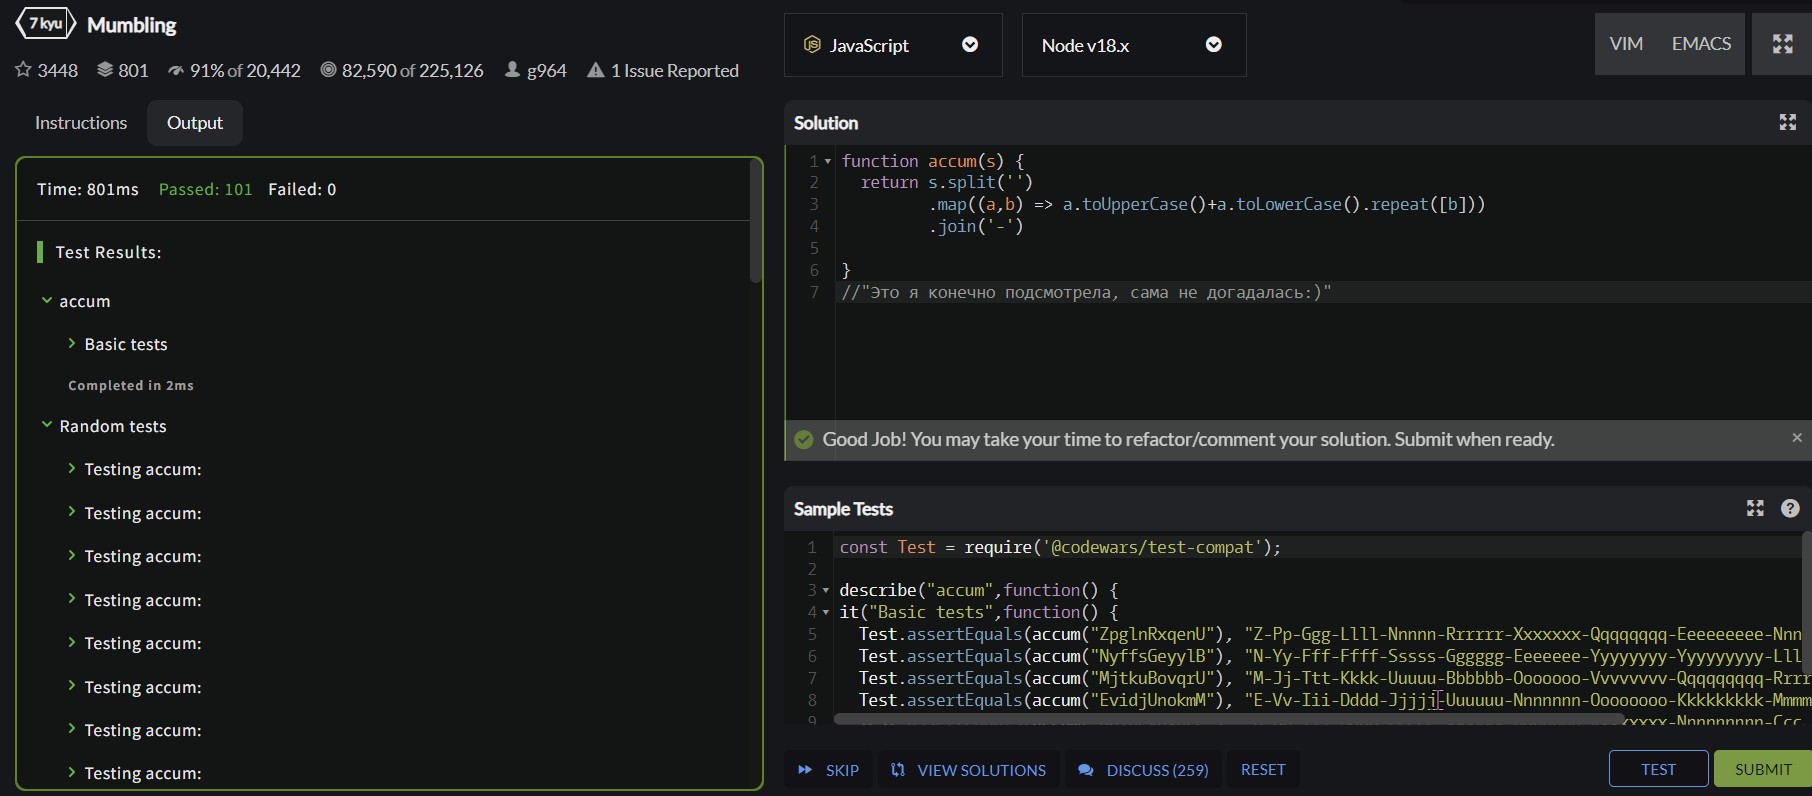 7 kyu Mumbling
3448 801 91% of 20,442 82,590 of 225,126 g964 1 Issue Reported
Instructions Output
Time: 801ms Passed: 101 Failed: 0
Test Results:
accum
Basic tests
Completed in 2ms
Random tests
Testing accum:
Testing accum:
Testing accum:
Testing accum:
Testing accum:
Testing accum:
Testing accum:
Testing accum:
JS JavaScript Node v18.x VIM EMACS
Solution
1 function accum(s) {
2 return s.split('')
3 .map((a,b) => a.toUpperCase()+a.toLowerCase().repeat([b]))
4 .join('-')
5
6 }
7 //"Это я конечно подсмотрела, сама не догадалась:)"
Good Job! You may take your time to refactor/comment your solution. Submit when ready.
Sample Tests
1 const Test = require('@codewars/test-compat');
2
3 describe("accum",function() {
4 it("Basic tests",function() {
5 Test.assertEquals(accum("ZpglnRxqenU"), "Z-Pp-Ggg-Llll-Nnnnn-Rrrrrr-Xxxxxxx-Qqqqqqqq-Eeeeeeeee-Nnn
6 Test.assertEquals(accum("NyffsGeyylB"), "N-Yy-Fff-Ffff-Sssss-Gggggg-Eeeeeee-Yyyyyyyy-Yyyyyyyyy-Lll
7 Test.assertEquals(accum("MjtkuBovqrU"), "M-Jj-Ttt-Kkkk-Uuuuu-Bbbbbb-Ooooooo-Vvvvvvvv-Qqqqqqqqq-Rrrr
8 Test.assertEquals(accum("EvidjUnokmM"), "E-Vv-Iii-Dddd-Jjjjj-Uuuuuu-Nnnnnnn-Oooooooo-Kkkkkkkkk-Mmmm
9
SKIP VIEW SOLUTIONS DISCUSS (259) RESET TEST SUBMIT